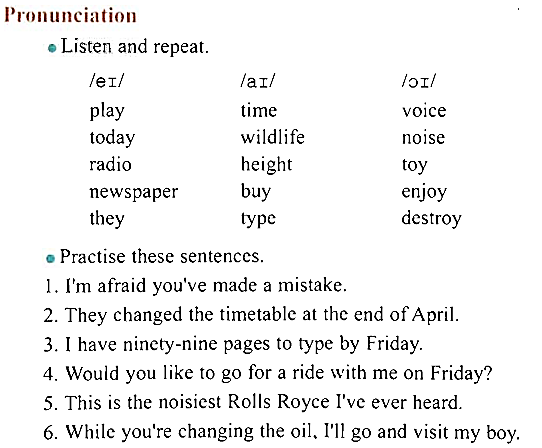 Pronunciation
Listen and repeat.
/eɪ/ /aɪ/ /ɔɪ/
play time voice
today wildlife noise
radio height toy
newspaper buy enjoy
they type destroy
Practise these sentences.
1. I'm afraid you've made a mistake.
2. They changed the timetable at the end of April.
3. I have ninety-nine pages to type by Friday.
4. Would you like to go for a ride with me on Friday?
5. This is the noisiest Rolls Royce I've ever heard.
6. While you're changing the oil, I'll go and visit my boy.